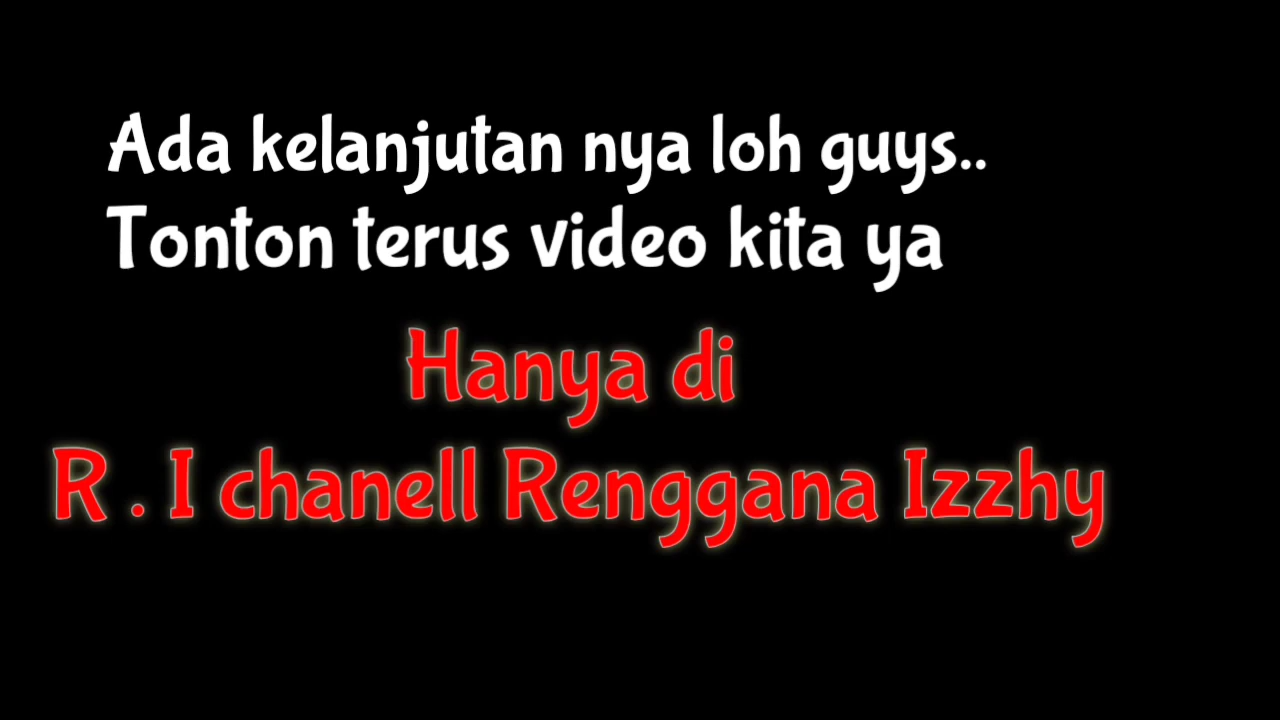 Ada kelanjutan nya loh guys..
Tonton terus video kita ya
Hanya di
R . I chanell Renggana Izzhy